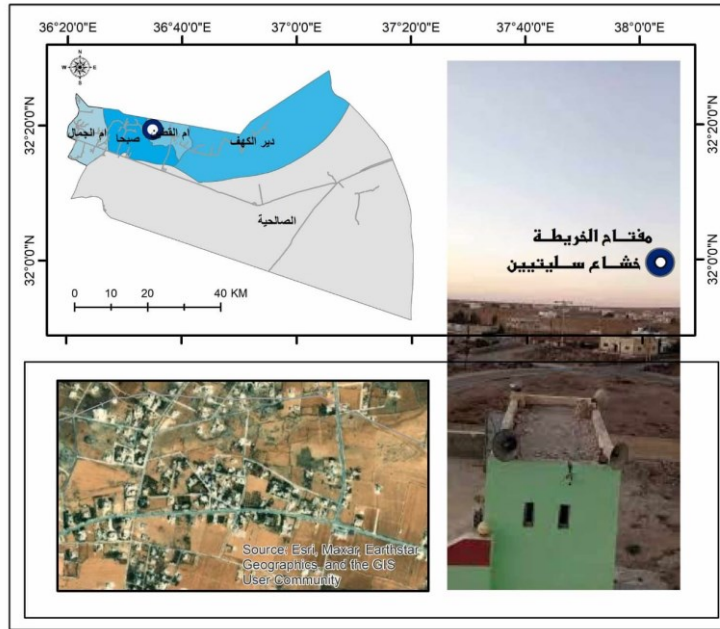 36°20'0"E
36°40'0"E
37°0'0"E
37°20'0"E
37°40'0"E
38°0'0"E
N
W
E
S
32°20'0"N
32°0'0"N
32°20'0"N
32°0'0"N
ام الجمال
صبحا
ام القطين
دير الكهف
الصالحية
0 10 20 40 KM
مفتاح الخريطة
خشاع سليتيين
Source: Esri, Maxar, Earthstar
Geographics, and the GIS
User Community